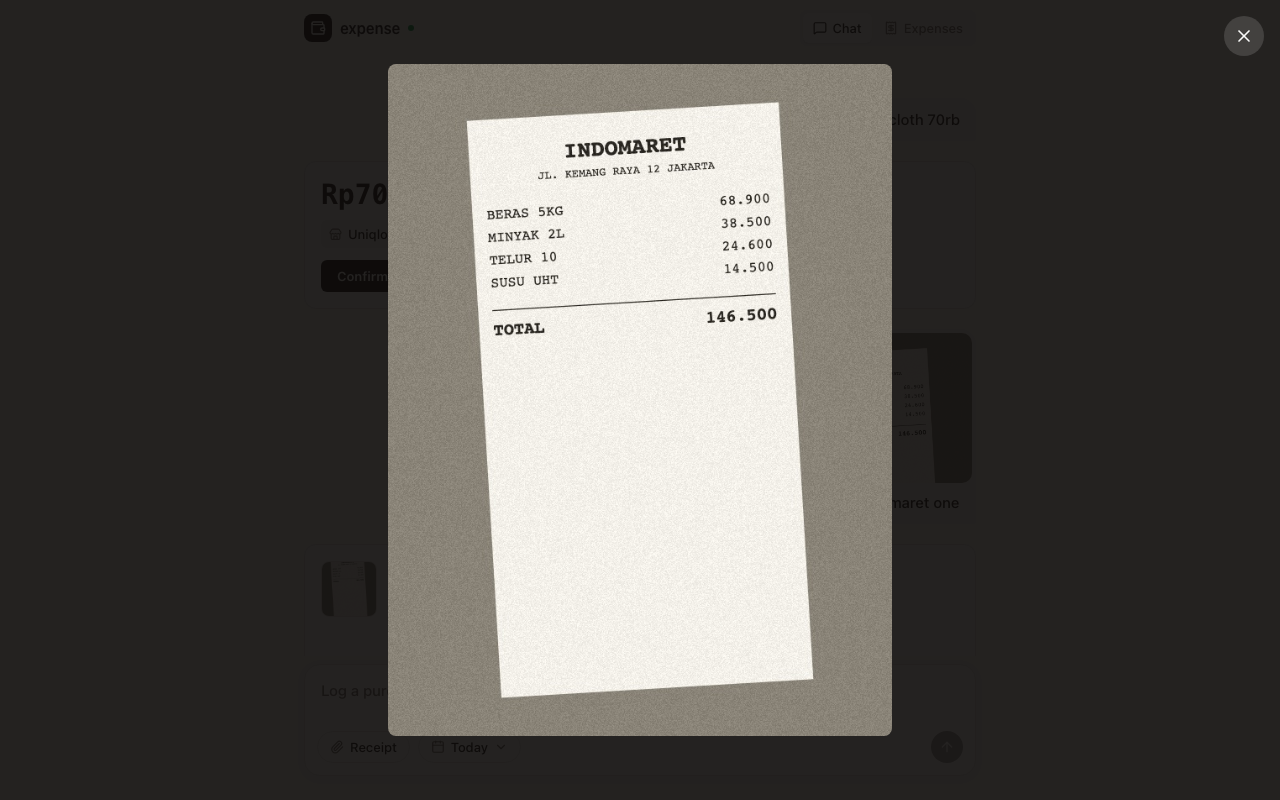 expense
Chat
Expenses
cloth 70rb
Rp70
Uniqlo
Confirm
INDOMARET
JL. KEMANG RAYA 12 JAKARTA
BERAS 5KG 68.900
MINYAK 2L 38.500
TELUR 10 24.600
SUSU UHT 14.500
TOTAL 146.500
146.500
maret one
Log a pur
Receipt
Today